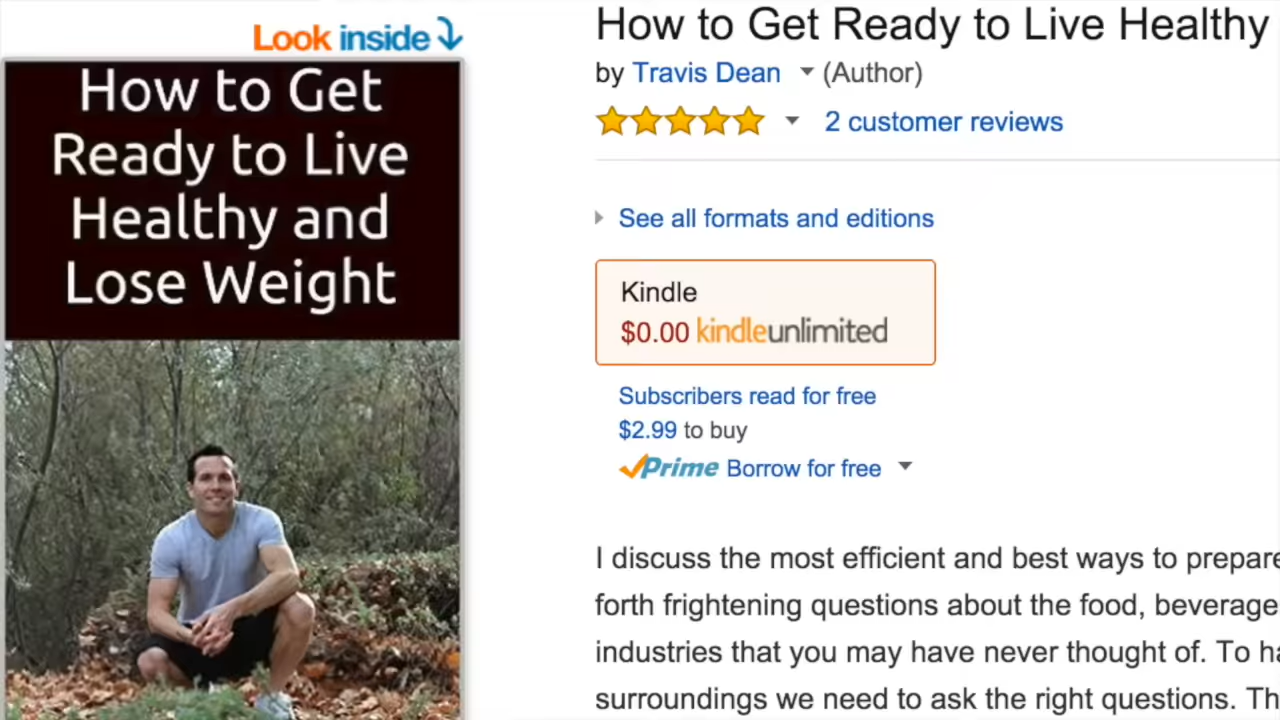 Look inside
How to Get
Ready to Live
Healthy and
Lose Weight
How to Get Ready to Live Healthy
by Travis Dean (Author)
2 customer reviews
See all formats and editions
Kindle
$0.00 kindleunlimited
Subscribers read for free
$2.99 to buy
Prime Borrow for free
I discuss the most efficient and best ways to prepare
forth frightening questions about the food, beverage
industries that you may have never thought of. To
surroundings we need to ask the right questions.